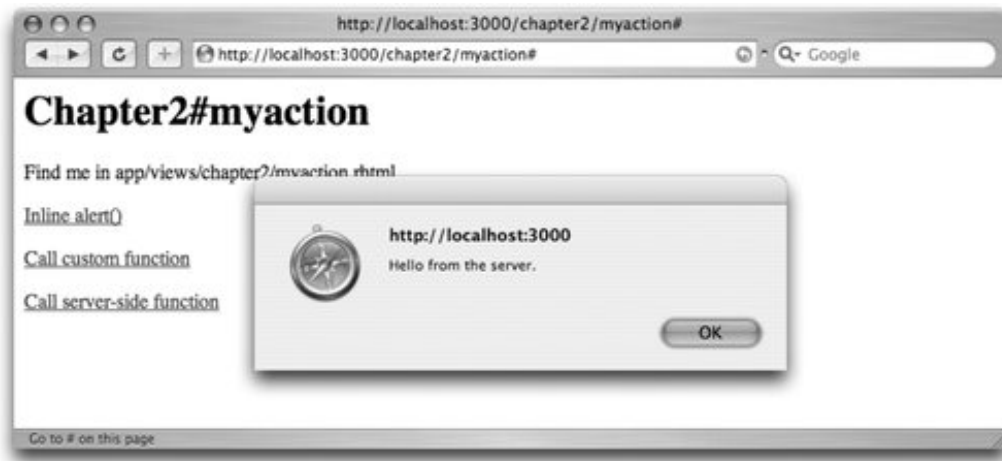 http://localhost:3000/chapter2/myaction#
http://localhost:3000/chapter2/myaction#
Google
Chapter2#myaction
Find me in app/views/chapter2/myaction.rhtml
Inline alert()
Call custom function
Call server-side function
http://localhost:3000
Hello from the server.
OK
Go to # on this page